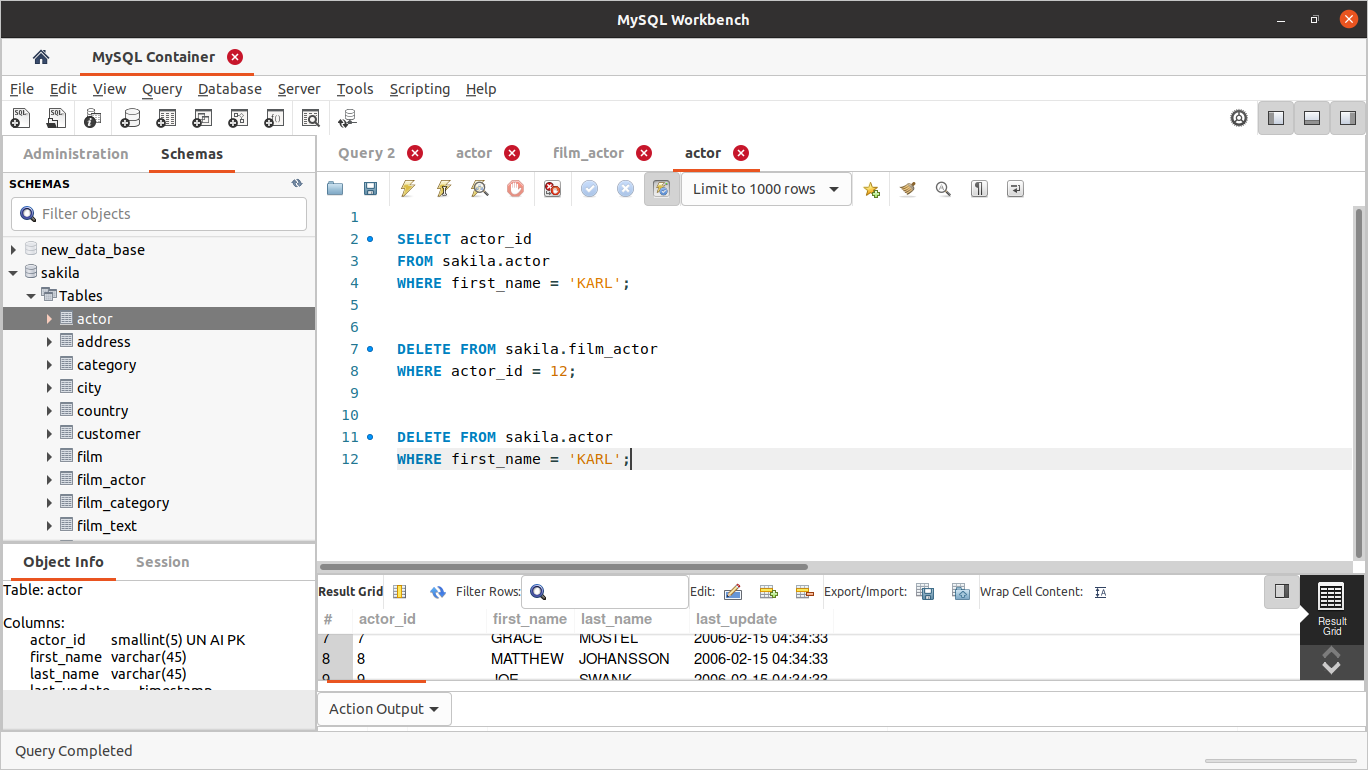 MySQL Workbench
MySQL Container
File Edit View Query Database Server Tools Scripting Help
Administration Schemas
SCHEMAS
Filter objects
new_data_base
sakila
Tables
actor
address
category
city
country
customer
film
film_actor
film_category
film_text
Object Info Session
Table: actor
Columns:
actor_id smallint(5) UN AI PK
first_name varchar(45)
last_name varchar(45)
last_update timestamp
Query 2 actor film_actor actor
Limit to 1000 rows
1
2 SELECT actor_id
3 FROM sakila.actor
4 WHERE first_name = 'KARL';
5
6
7 DELETE FROM sakila.film_actor
8 WHERE actor_id = 12;
9
10
11 DELETE FROM sakila.actor
12 WHERE first_name = 'KARL';
Result Grid Filter Rows: Edit: Export/Import: Wrap Cell Content:
# actor_id first_name last_name last_update
7 7 GRACE MOSTEL 2006-02-15 04:34:33
8 8 MATTHEW JOHANSSON 2006-02-15 04:34:33
9 9 JOE SWANK 2006-02-15 04:34:33
Result
Grid
Action Output
Query Completed